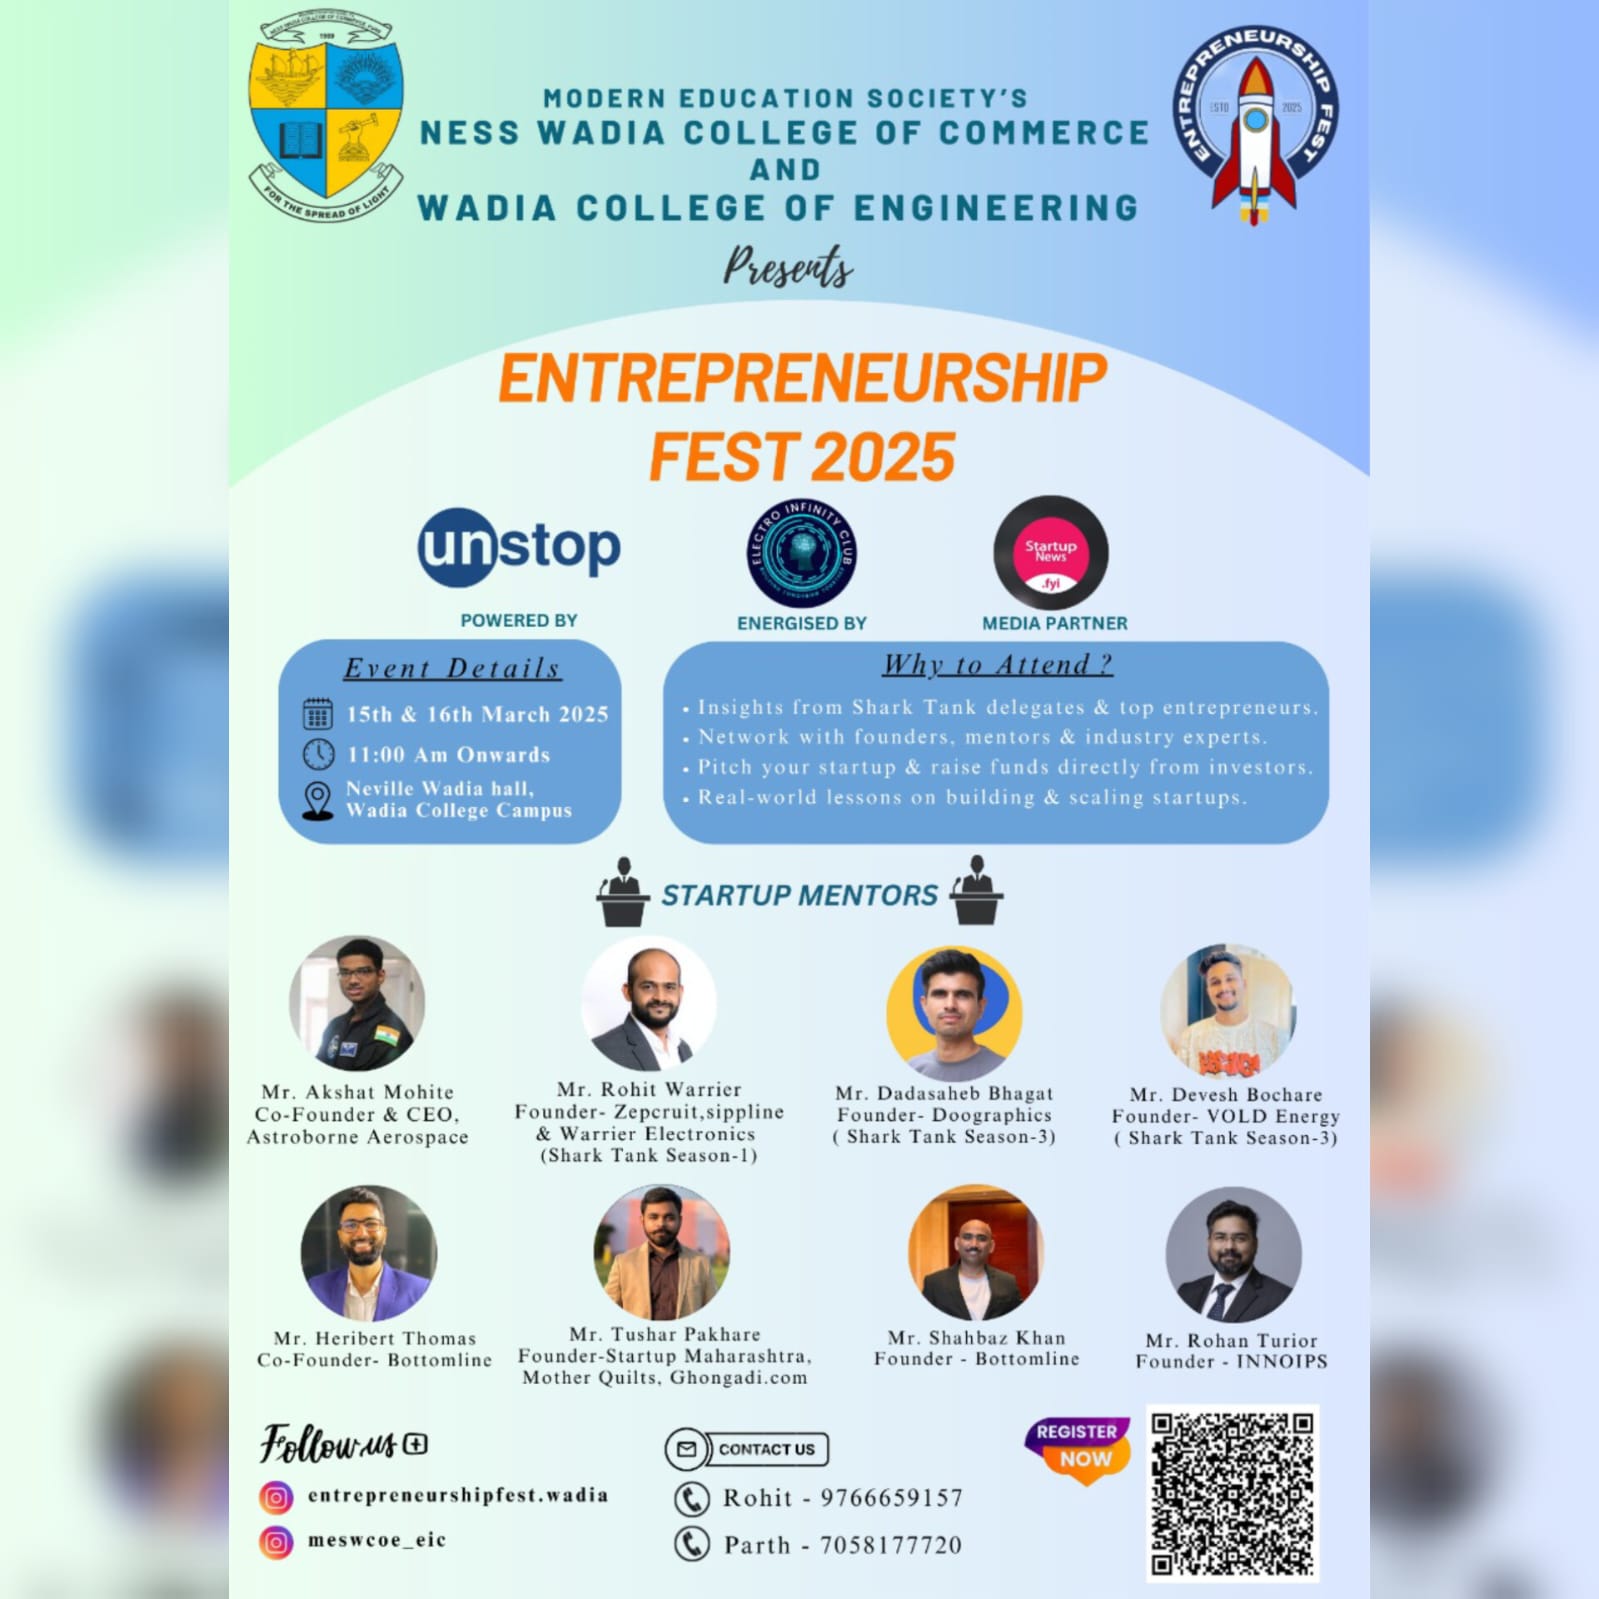 NESS WADIA COLLEGE OF COMMERCE, PUNE
1969
FOR THE SPREAD OF LIGHT
ENTREPRENEURSHIP FEST
ESTD 2025
MODERN EDUCATION SOCIETY'S
NESS WADIA COLLEGE OF COMMERCE
AND
WADIA COLLEGE OF ENGINEERING
Presents
ENTREPRENEURSHIP
FEST 2025
unstop
POWERED BY
ELECTRO INFINITY CLUB
ENERGISED BY
Startup
News
.fyi
MEDIA PARTNER
Event Details
15th & 16th March 2025
11:00 Am Onwards
Neville Wadia hall,
Wadia College Campus
Why to Attend ?
• Insights from Shark Tank delegates & top entrepreneurs.
• Network with founders, mentors & industry experts.
• Pitch your startup & raise funds directly from investors.
• Real-world lessons on building & scaling startups.
STARTUP MENTORS
Mr. Akshat Mohite
Co-Founder & CEO,
Astroborne Aerospace
Mr. Rohit Warrier
Founder- Zepcruit,sippline
& Warrier Electronics
(Shark Tank Season-1)
Mr. Dadasaheb Bhagat
Founder- Doographics
( Shark Tank Season-3)
Mr. Devesh Bochare
Founder- VOLD Energy
( Shark Tank Season-3)
Mr. Heribert Thomas
Co-Founder- Bottomline
Mr. Tushar Pakhare
Founder-Startup Maharashtra,
Mother Quilts, Ghongadi.com
Mr. Shahbaz Khan
Founder - Bottomline
Mr. Rohan Turior
Founder - INNOIPS
Follow us
entrepreneurshipfest.wadia
meswcoe_eic
CONTACT US
Rohit - 9766659157
Parth - 7058177720
REGISTER
NOW